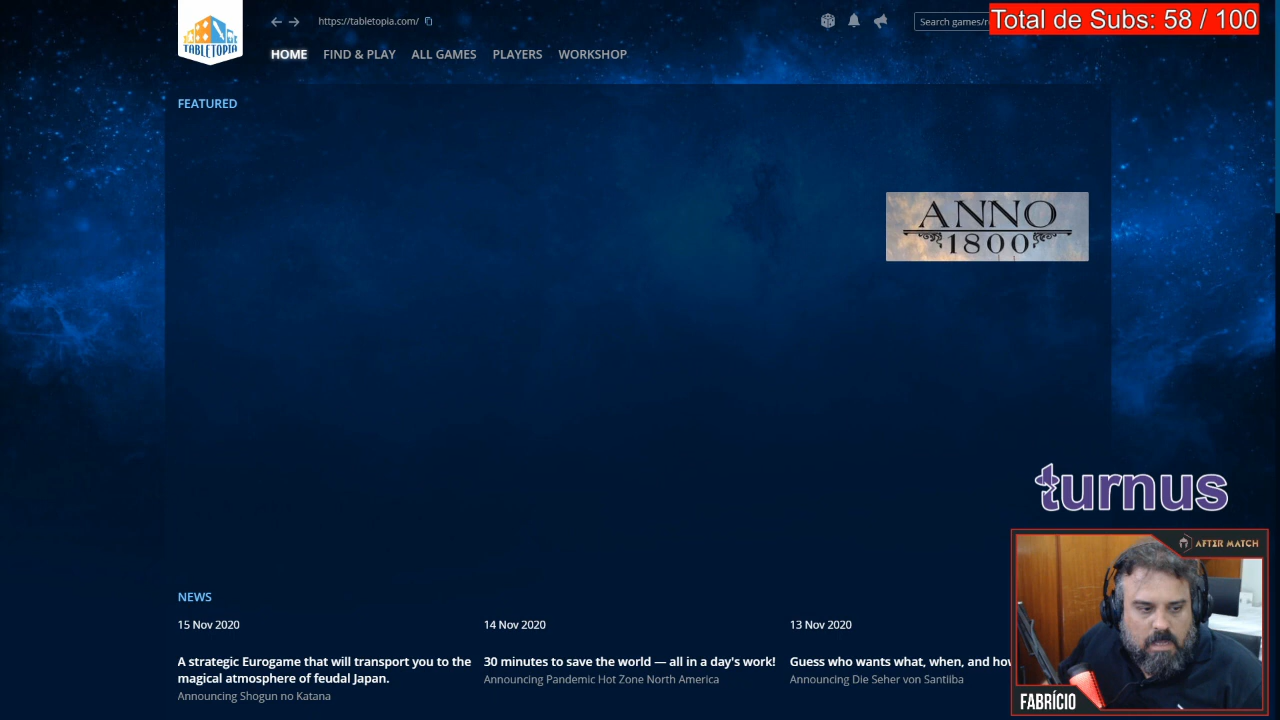 https://tabletopia.com/
Search games/r
Total de Subs: 58 / 100
TABLETOPIA
HOME FIND & PLAY ALL GAMES PLAYERS WORKSHOP
FEATURED
ANNO
1800
turnus
AFTER MATCH
NEWS
15 Nov 2020
A strategic Eurogame that will transport you to the
magical atmosphere of feudal Japan.
Announcing Shogun no Katana
14 Nov 2020
30 minutes to save the world — all in a day's work!
Announcing Pandemic Hot Zone North America
13 Nov 2020
Guess who wants what, when, and how
Announcing Die Seher von Santiiba
FABRÍCIO